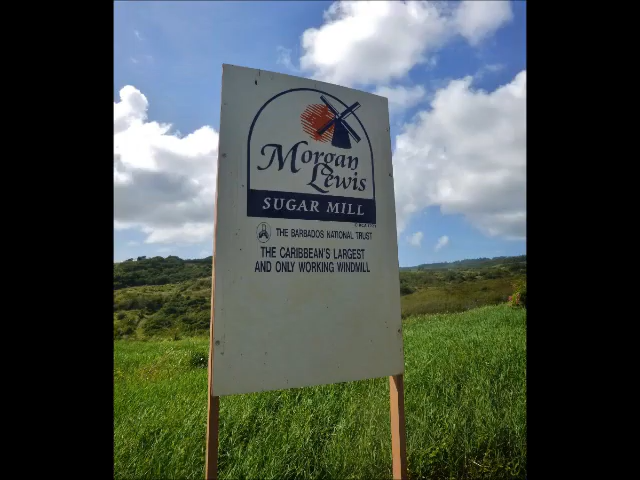 Morgan
Lewis
SUGAR MILL
THE BARBADOS NATIONAL TRUST
THE CARIBBEAN'S LARGEST
AND ONLY WORKING WINDMILL